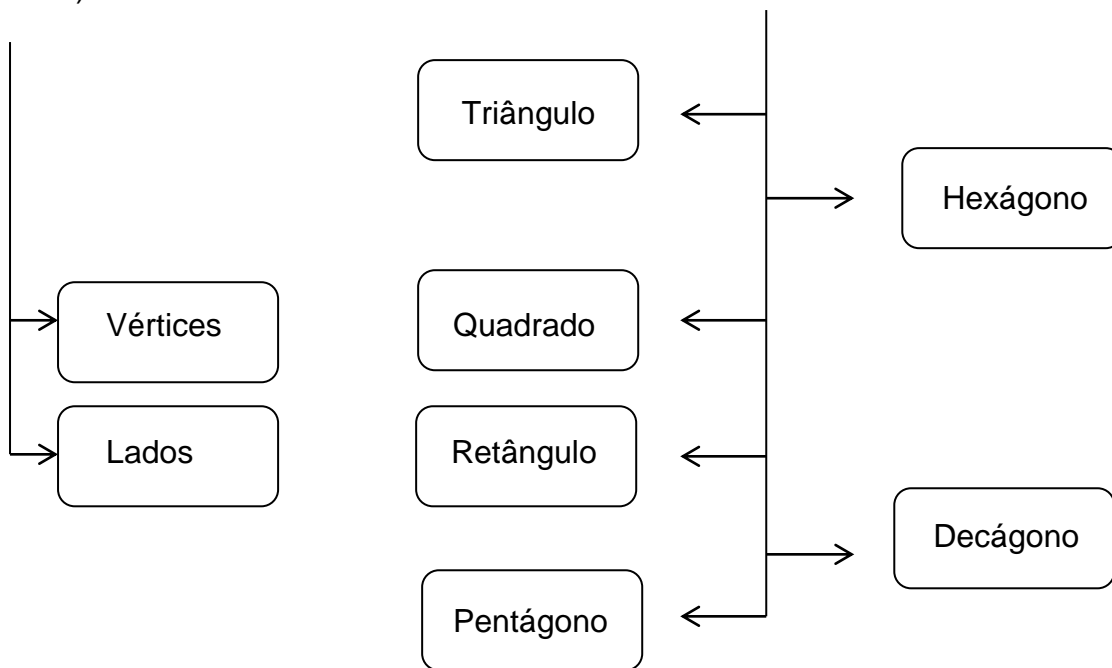 Triângulo
Hexágono
Vértices
Quadrado
Lados
Retângulo
Decágono
Pentágono